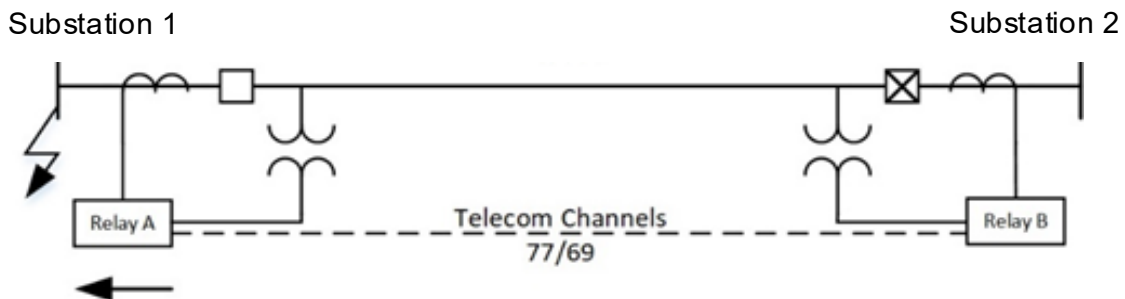 Substation 1
Substation 2
Relay A
Telecom Channels
77/69
Relay B